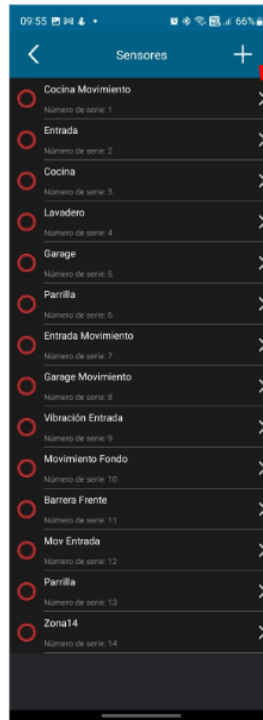 09:55 66%
Sensores
Cocina Movimiento
Número de serie: 1
Entrada
Número de serie: 2
Cocina
Número de serie: 3
Lavadero
Número de serie: 4
Garage
Número de serie: 5
Parrilla
Número de serie: 6
Entrada Movimiento
Número de serie: 7
Garage Movimiento
Número de serie: 8
Vibración Entrada
Número de serie: 9
Movimiento Fondo
Número de serie: 10
Barrera Frente
Número de serie: 11
Mov Entrada
Número de serie: 12
Parrilla
Número de serie: 13
Zona14
Número de serie: 14